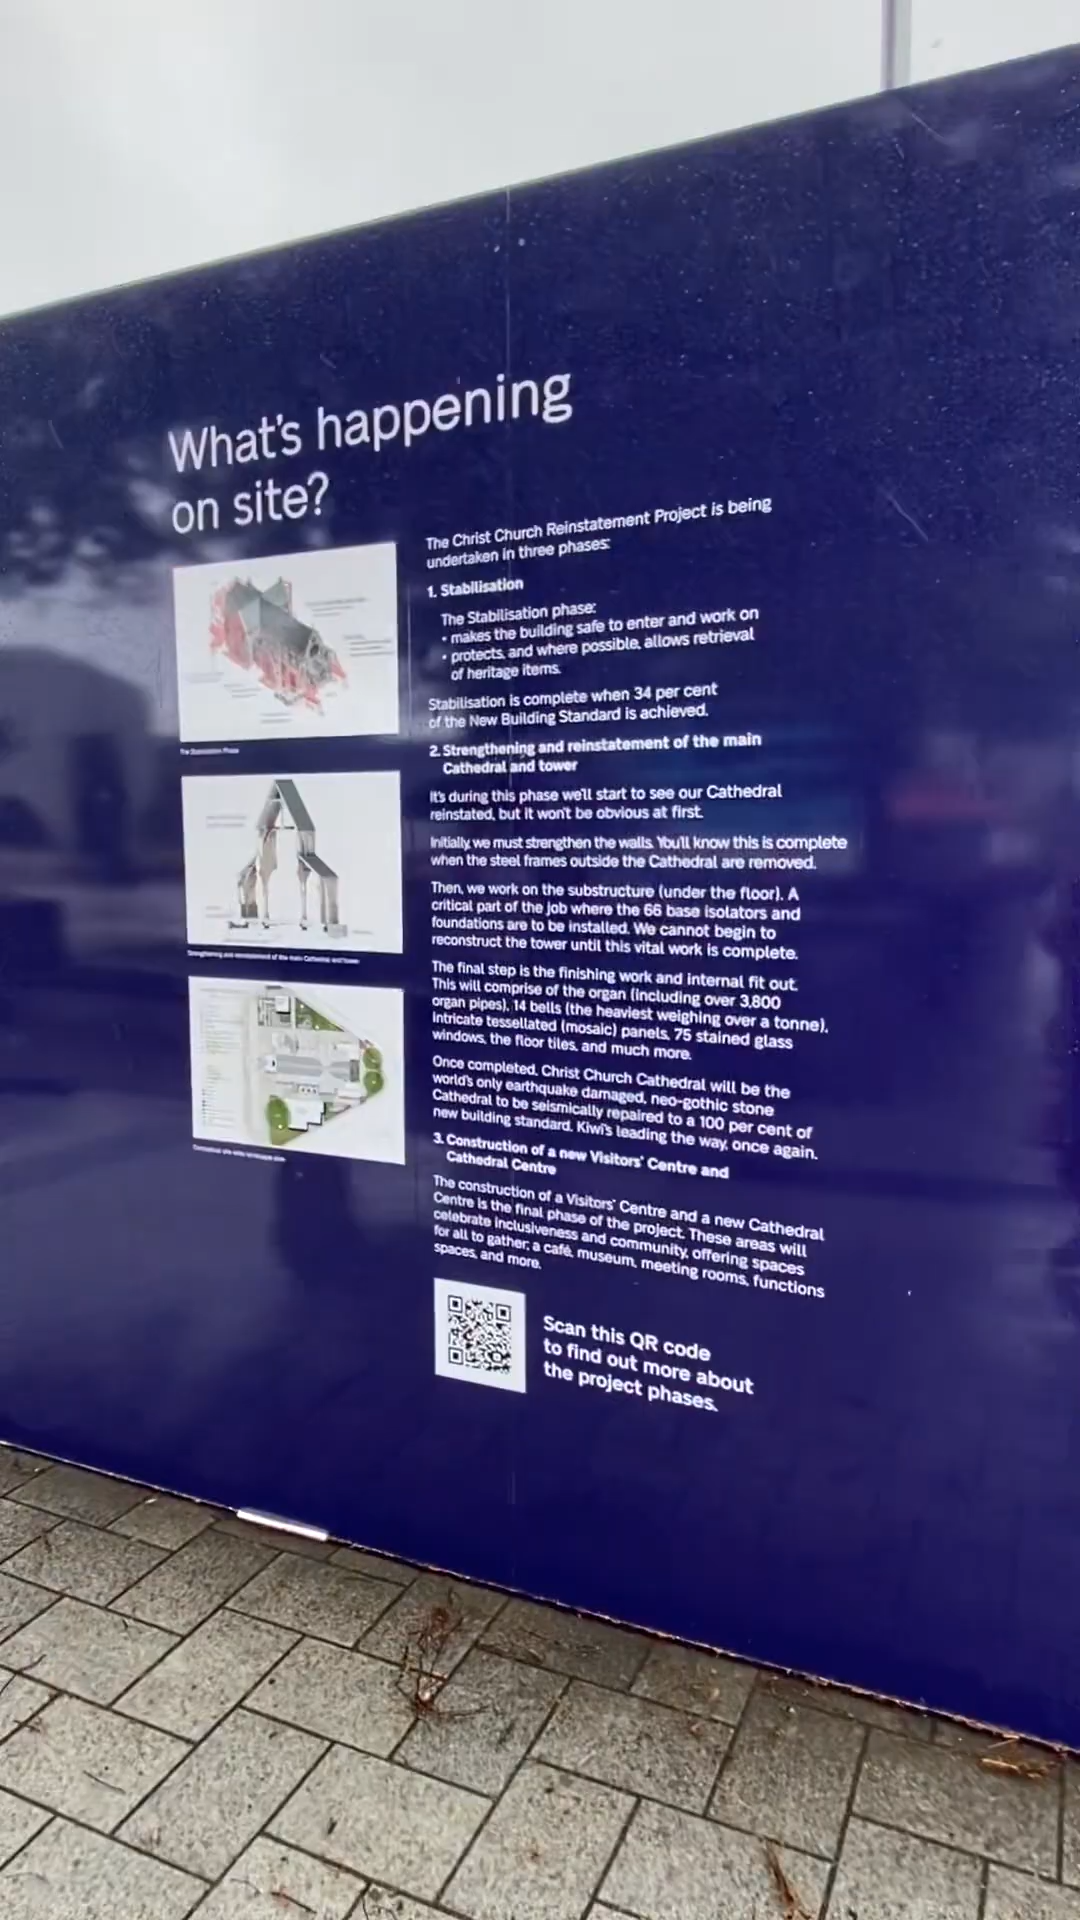 What's happening
on site?
The Christ Church Reinstatement Project is being
undertaken in three phases:
1. Stabilisation
The Stabilisation phase:
• makes the building safe to enter and work on
• protects, and where possible, allows retrieval
of heritage items.
Stabilisation is complete when 34 per cent
of the New Building Standard is achieved.
2. Strengthening and reinstatement of the main
Cathedral and tower
It's during this phase we'll start to see our Cathedral
reinstated, but it won't be obvious at first.
Initially, we must strengthen the walls. You'll know this is complete
when the steel frames outside the Cathedral are removed.
Then, we work on the substructure (under the floor). A
critical part of the job where the 66 base isolators and
foundations are to be installed. We cannot begin to
reconstruct the tower until this vital work is complete.
The final step is the finishing work and internal fit out.
This will comprise of the organ (including over 3,800
organ pipes), 14 bells (the heaviest weighing over a tonne),
intricate tessellated (mosaic) panels, 75 stained glass
windows, the floor tiles, and much more.
Once completed, Christ Church Cathedral will be the
world's only earthquake damaged, neo-gothic stone
Cathedral to be seismically repaired to a 100 per cent of
new building standard. Kiwi's leading the way, once again.
3. Construction of a new Visitors' Centre and
Cathedral Centre
The construction of a Visitors' Centre and a new Cathedral
Centre is the final phase of the project. These areas will
celebrate inclusiveness and community, offering spaces
for all to gather; a café, museum, meeting rooms, functions
spaces, and more.
The Stabilisation Phase
Strengthening and reinstatement of the main Cathedral and tower
Scan this QR code
to find out more about
the project phases.